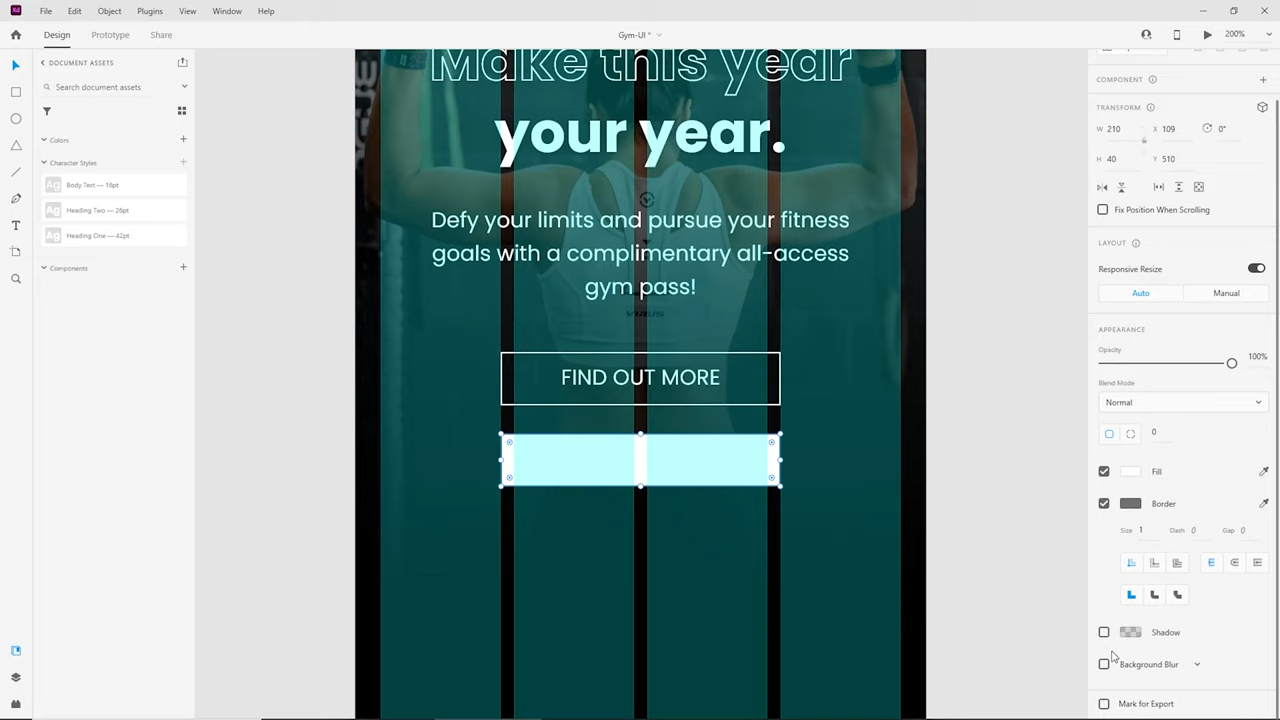 File Edit Object Plugins View Window Help
Design Prototype Share
Gym-UI *
200%
DOCUMENT ASSETS
Search document assets
Colors
Character Styles
Ag Body Text — 16pt
Ag Heading Two — 26pt
Ag Heading One — 42pt
Components
Make this year
your year.
Defy your limits and pursue your fitness
goals with a complimentary all-access
gym pass!
FIND OUT MORE
COMPONENT
TRANSFORM
W 210 X 109 0°
H 40 Y 510
Fix Position When Scrolling
LAYOUT
Responsive Resize
Auto Manual
APPEARANCE
Opacity
100%
Blend Mode
Normal
0
Fill
Border
Size 1 Dash 0 Gap 0
Shadow
Background Blur
Mark for Export